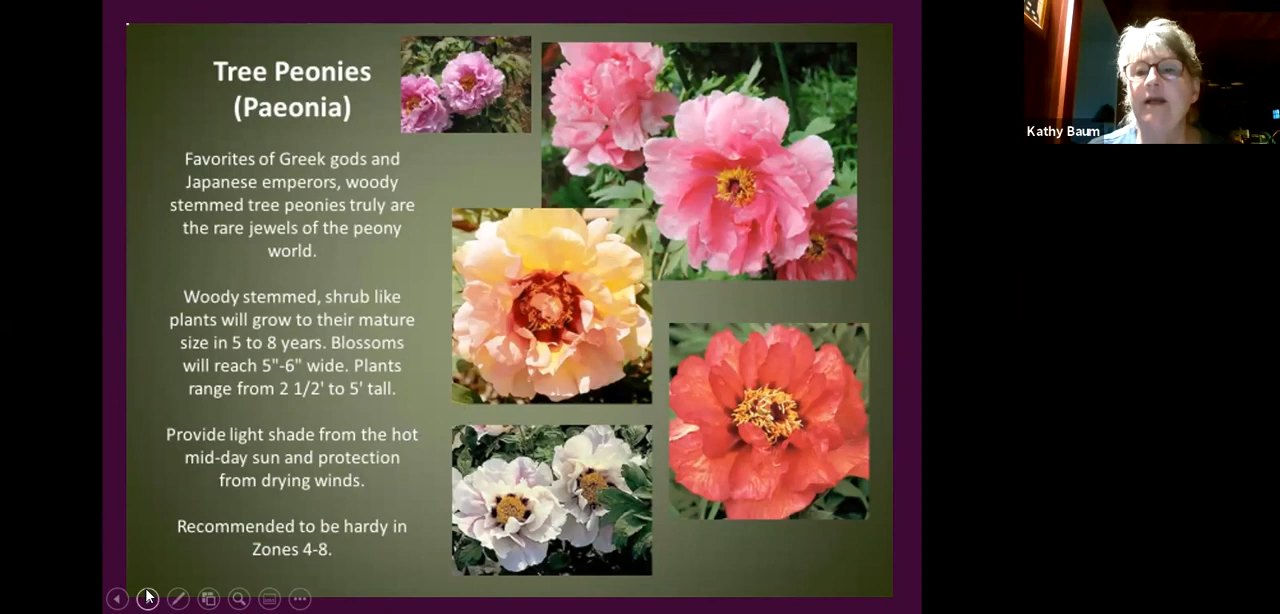 Tree Peonies
(Paeonia)
Favorites of Greek gods and
Japanese emperors, woody
stemmed tree peonies truly are
the rare jewels of the peony
world.
Woody stemmed, shrub like
plants will grow to their mature
size in 5 to 8 years. Blossoms
will reach 5"-6" wide. Plants
range from 2 1/2' to 5' tall.
Provide light shade from the hot
mid-day sun and protection
from drying winds.
Recommended to be hardy in
Zones 4-8.
Kathy Baum